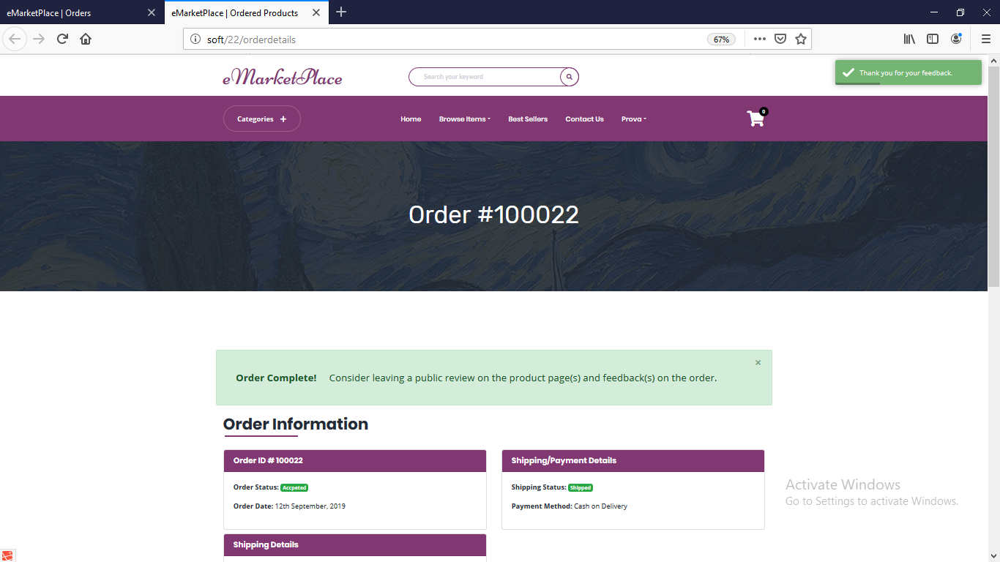 eMarketPlace | Orders
eMarketPlace | Ordered Products
soft/22/orderdetails
67%
eMarketPlace
Search your keyword
Thank you for your feedback.
Categories +
Home
Browse Items
Best Sellers
Contact Us
Prova
0
Order #100022
Order Complete! Consider leaving a public review on the product page(s) and feedback(s) on the order.
×
Order Information
Order ID # 100022
Order Status: Accpeted
Order Date: 12th September, 2019
Shipping/Payment Details
Shipping Status: Shipped
Payment Method: Cash on Delivery
Shipping Details
Activate Windows
Go to Settings to activate Windows.